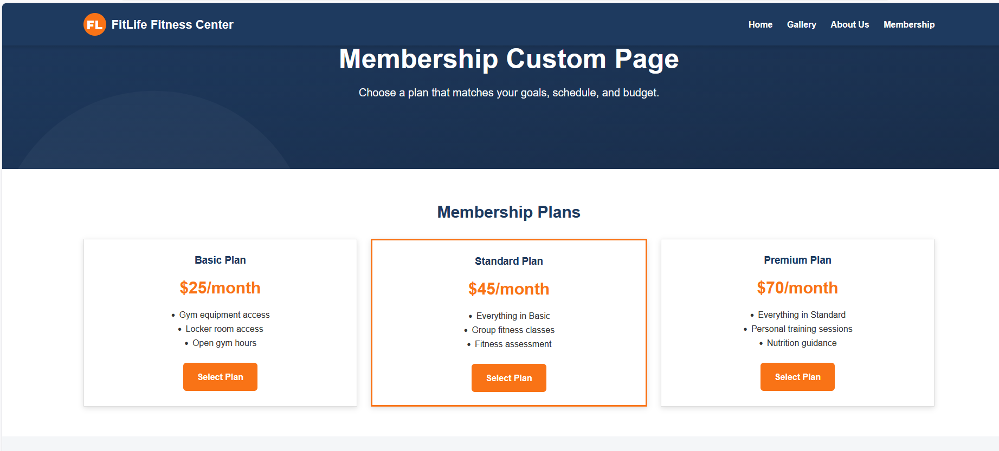 FL FitLife Fitness Center
Home Gallery About Us Membership
Membership Custom Page
Choose a plan that matches your goals, schedule, and budget.
Membership Plans
Basic Plan
$25/month
• Gym equipment access
• Locker room access
• Open gym hours
Select Plan
Standard Plan
$45/month
• Everything in Basic
• Group fitness classes
• Fitness assessment
Select Plan
Premium Plan
$70/month
• Everything in Standard
• Personal training sessions
• Nutrition guidance
Select Plan